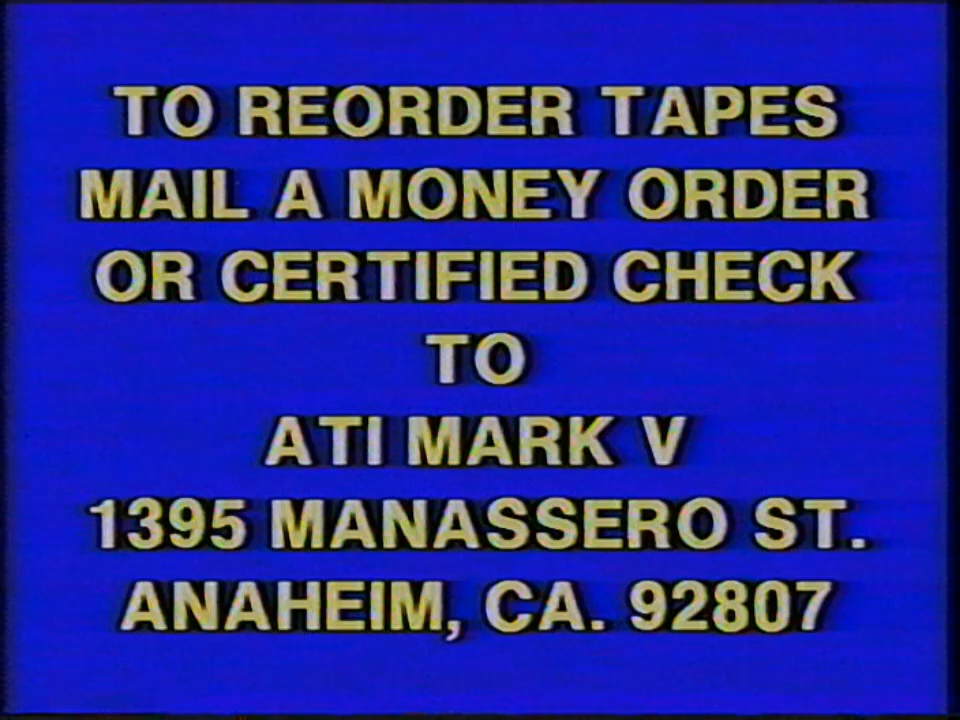 TO REORDER TAPES
MAIL A MONEY ORDER
OR CERTIFIED CHECK
TO
ATI MARK V
1395 MANASSERO ST.
ANAHEIM, CA. 92807